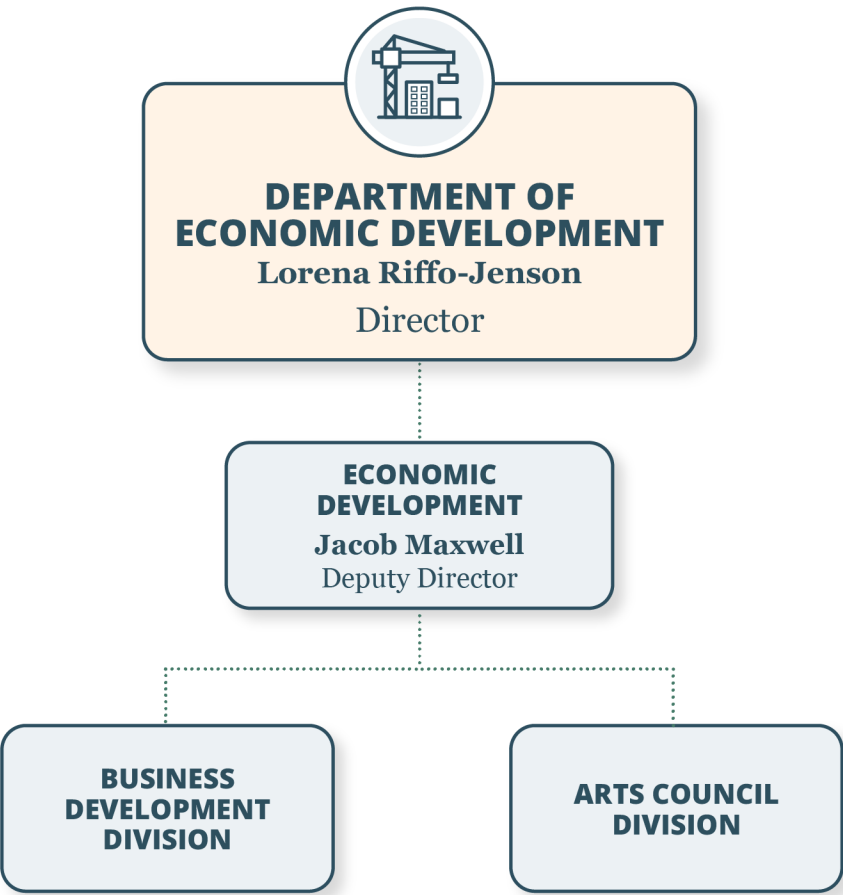 DEPARTMENT OF
ECONOMIC DEVELOPMENT
Lorena Riffo-Jenson
Director
ECONOMIC
DEVELOPMENT
Jacob Maxwell
Deputy Director
BUSINESS
DEVELOPMENT
DIVISION
ARTS COUNCIL
DIVISION